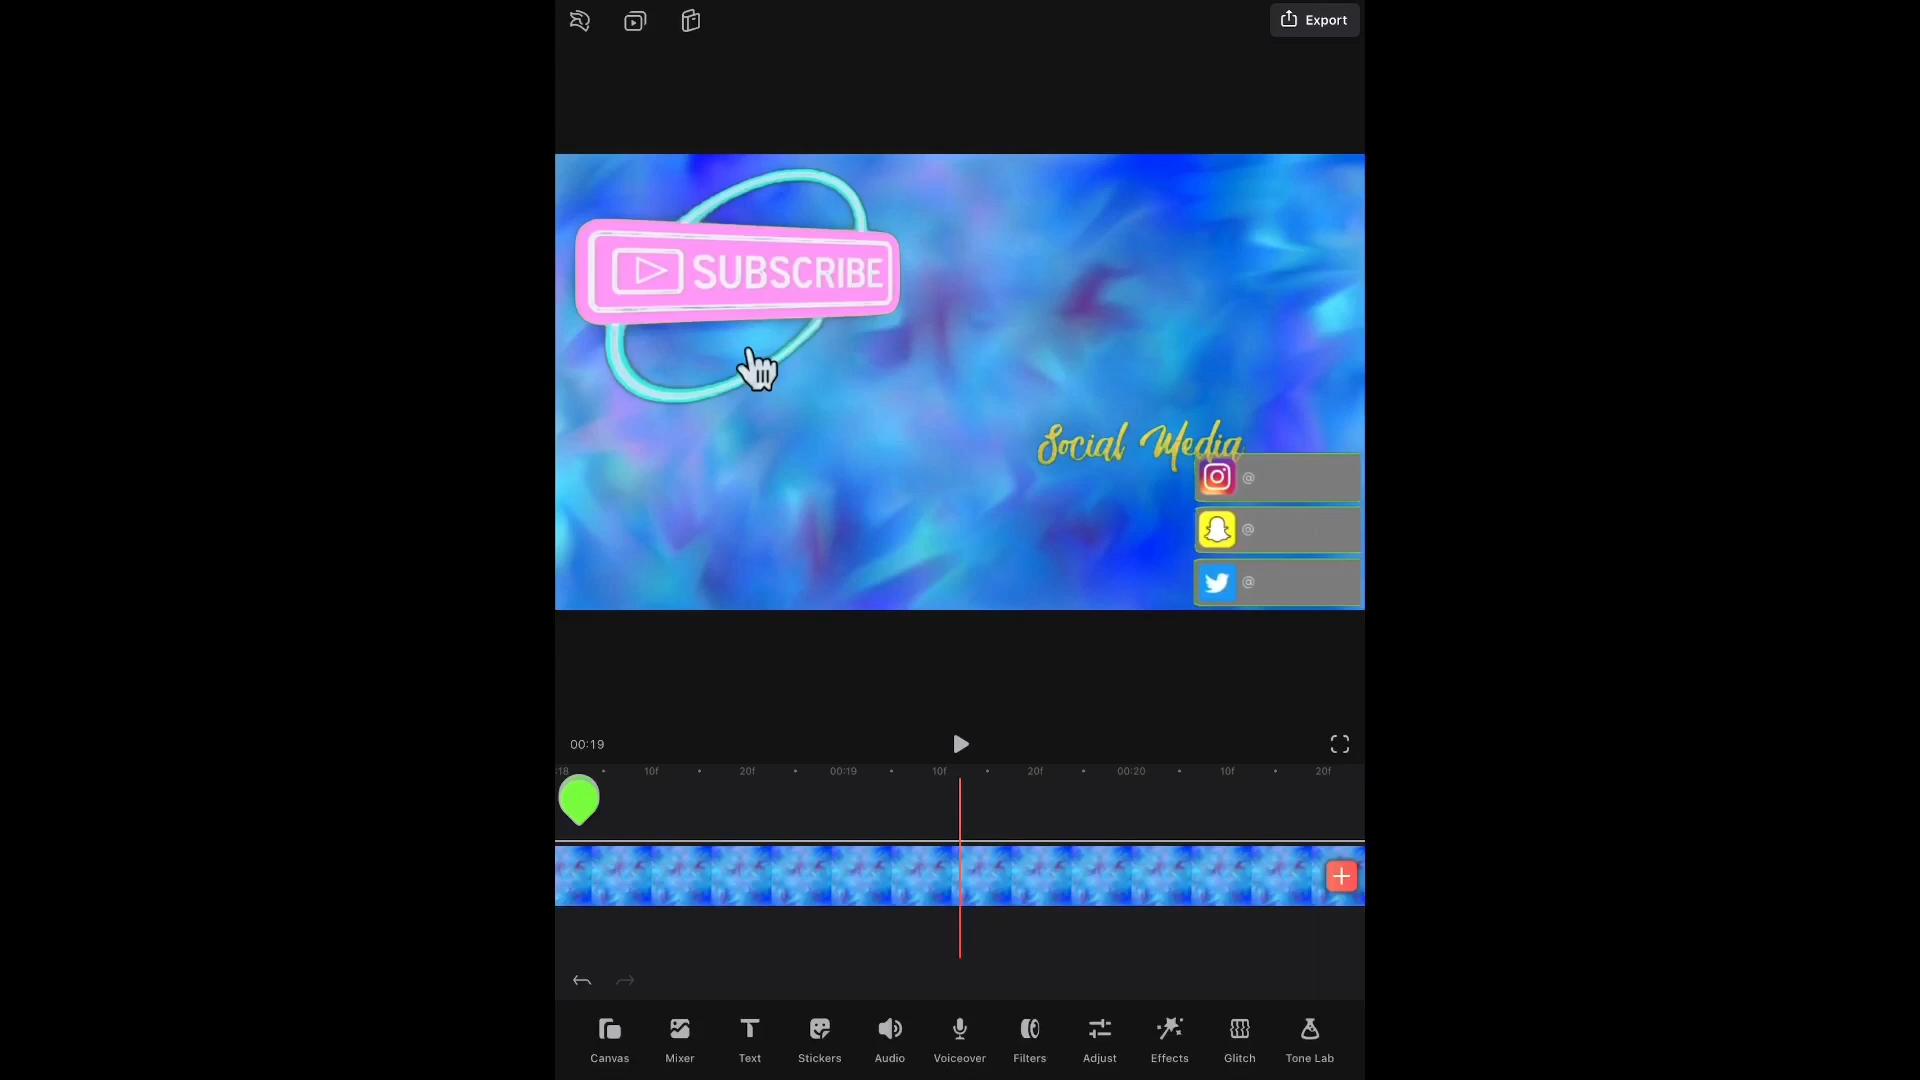 Export
SUBSCRIBE
Social Media
@
@
@
00:19
:18 10f 20f 00:19 10f 20f 00:20 10f 20f
Canvas Mixer Text Stickers Audio Voiceover Filters Adjust Effects Glitch Tone Lab